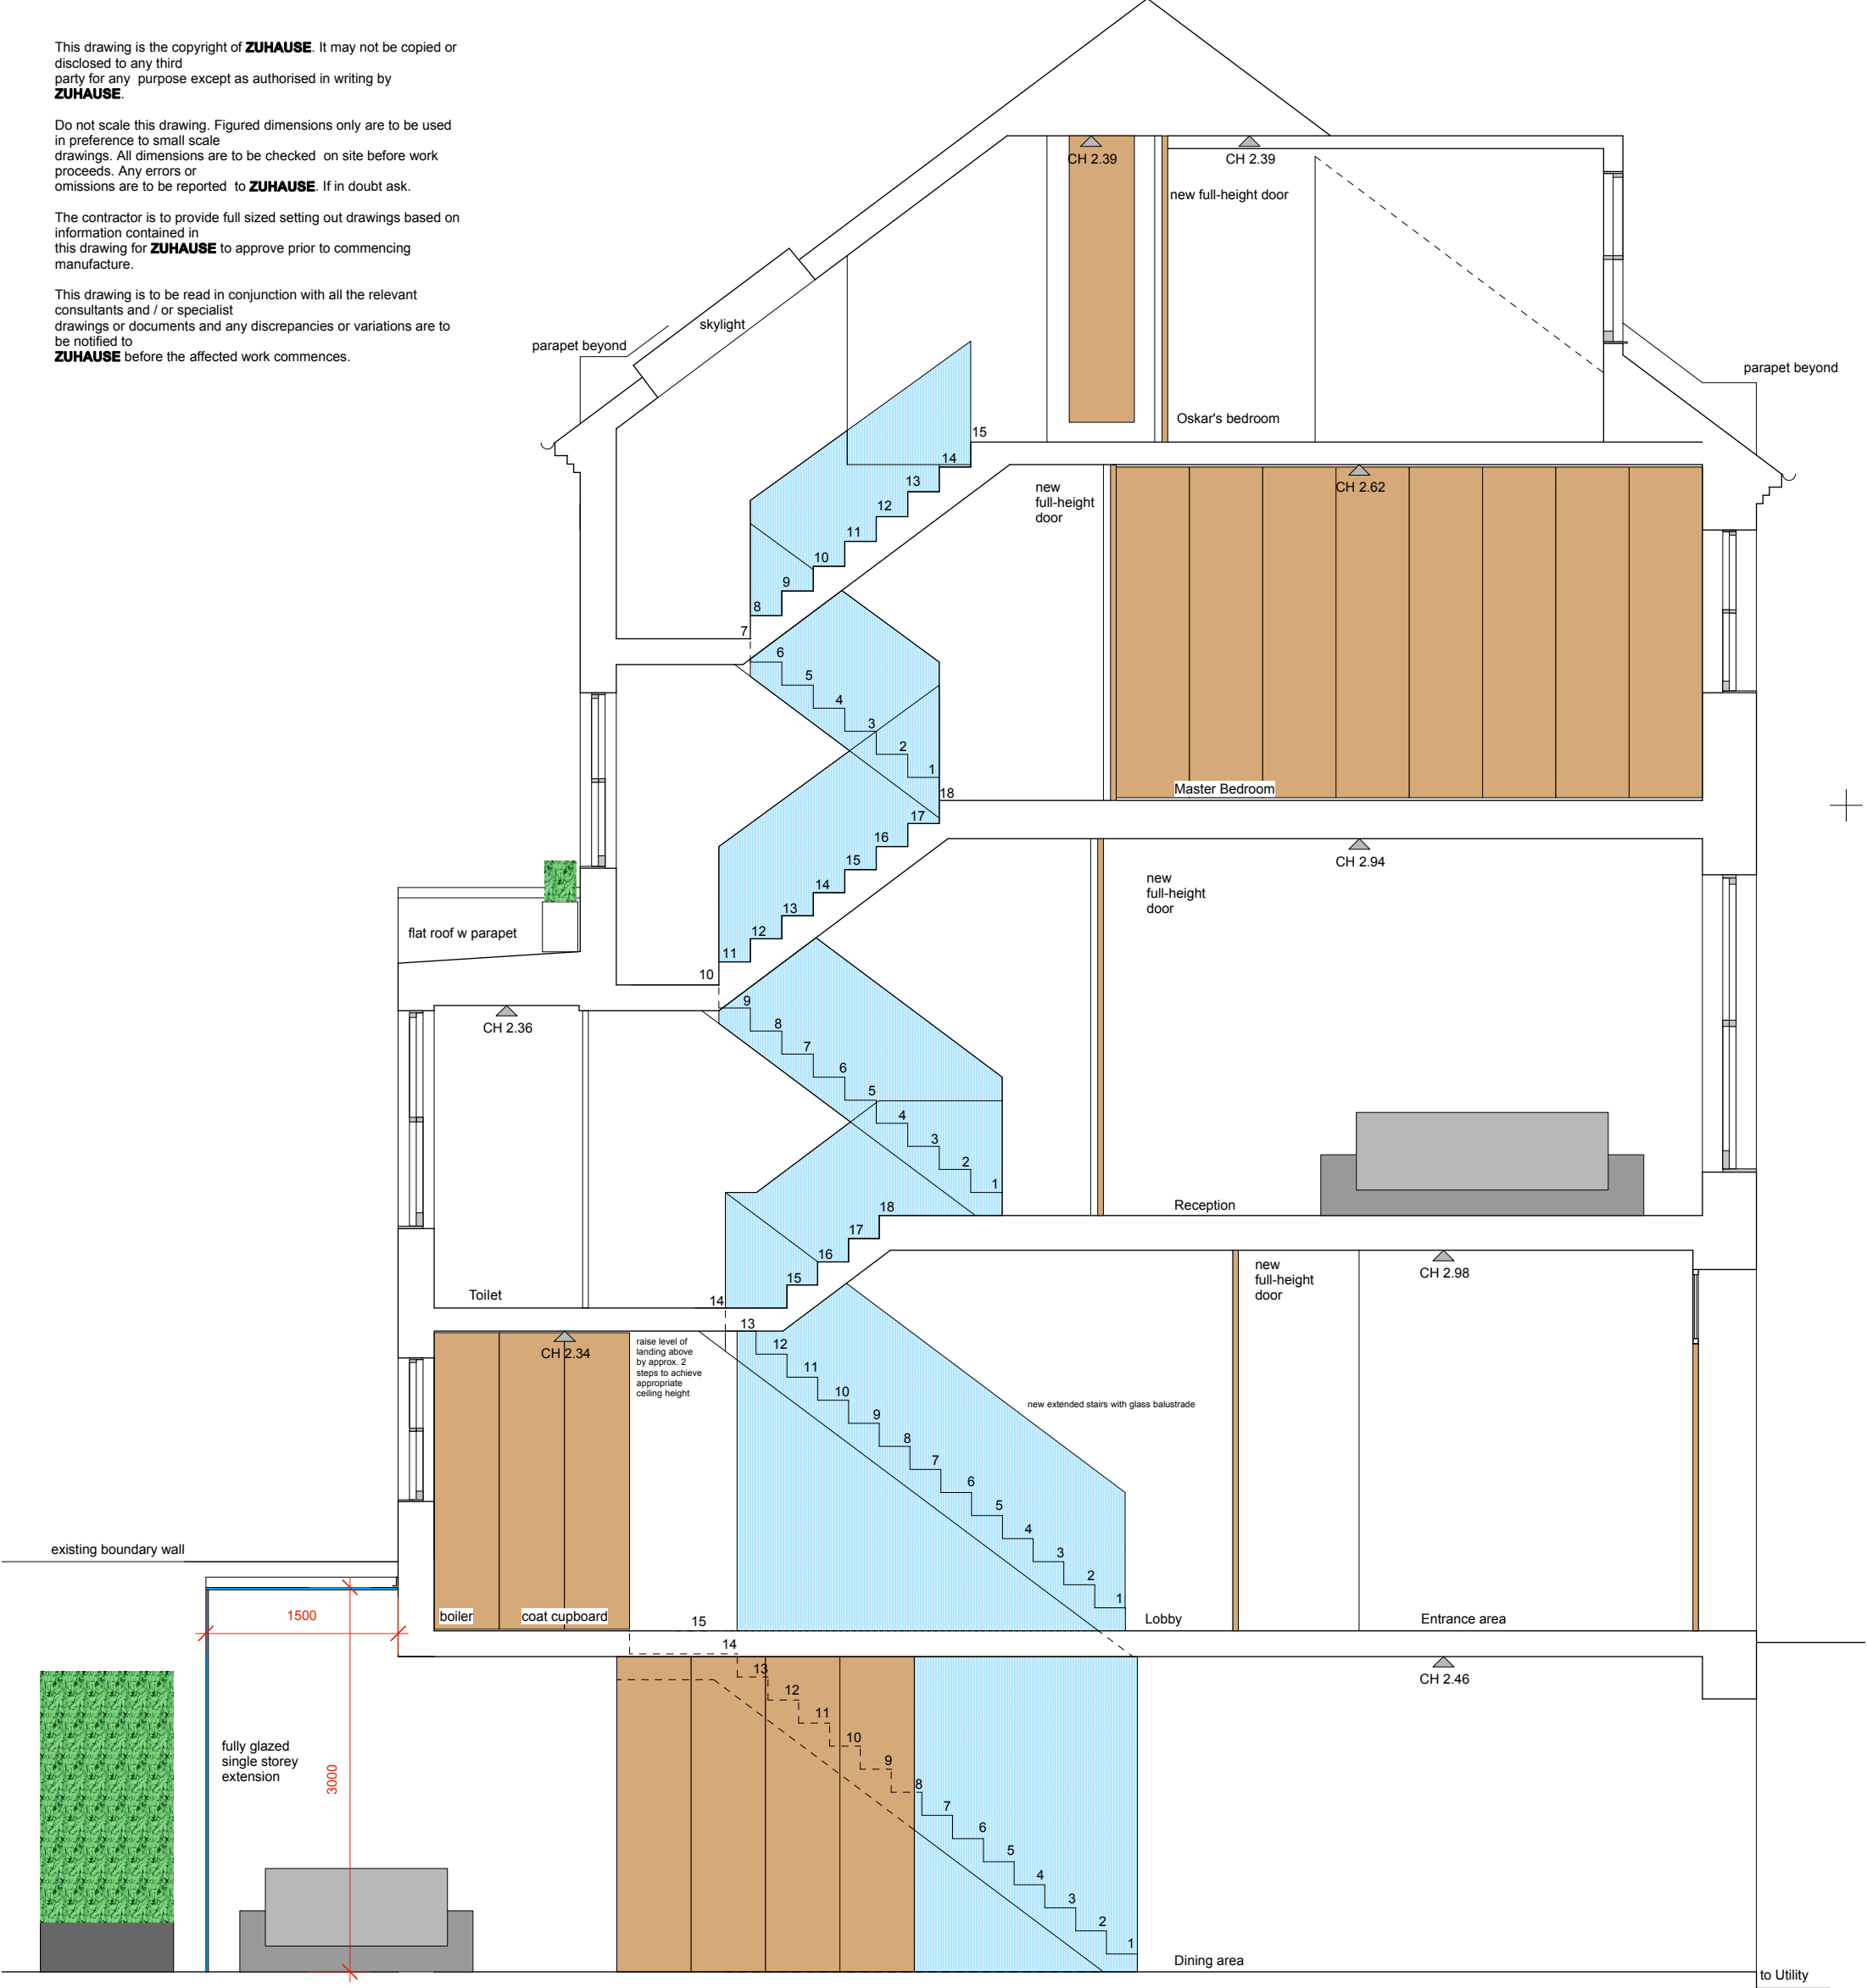 This drawing is the copyright of ZUHAUSE. It may not be copied or
disclosed to any third
party for any purpose except as authorised in writing by
ZUHAUSE.
Do not scale this drawing. Figured dimensions only are to be used
in preference to small scale
drawings. All dimensions are to be checked on site before work
proceeds. Any errors or
omissions are to be reported to ZUHAUSE. If in doubt ask.
The contractor is to provide full sized setting out drawings based on
information contained in
this drawing for ZUHAUSE to approve prior to commencing
manufacture.
This drawing is to be read in conjunction with all the relevant
consultants and / or specialist
drawings or documents and any discrepancies or variations are to
be notified to
ZUHAUSE before the affected work commences.
CH 2.39
CH 2.39
new full-height door
skylight
parapet beyond
parapet beyond
Oskar's bedroom
15
14
13
12
11
10
9
8
7
new
full-height
door
CH 2.62
6
5
4
3
2
1
Master Bedroom
18
17
16
15
14
13
12
11
10
CH 2.94
new
full-height
door
flat roof w parapet
CH 2.36
9
8
7
6
5
4
3
2
1
Reception
18
17
16
15
14
Toilet
CH 2.98
new
full-height
door
13
12
11
10
9
8
7
6
5
4
3
2
1
CH 2.34
raise level of
landing above
by approx. 2
steps to achieve
appropriate
ceiling height
new extended stairs with glass balustrade
existing boundary wall
boiler
coat cupboard
Lobby
Entrance area
1500
15
14
13
12
11
10
9
8
7
6
5
4
3
2
1
CH 2.46
fully glazed
single storey
extension
3000
Dining area
to Utility